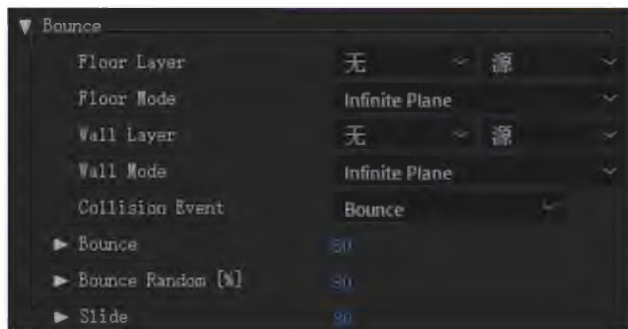 Bounce
Floor Layer 无 源
Floor Mode Infinite Plane
Wall Layer 无 源
Wall Mode Infinite Plane
Collision Event Bounce
Bounce
Bounce Random [%]
Slide